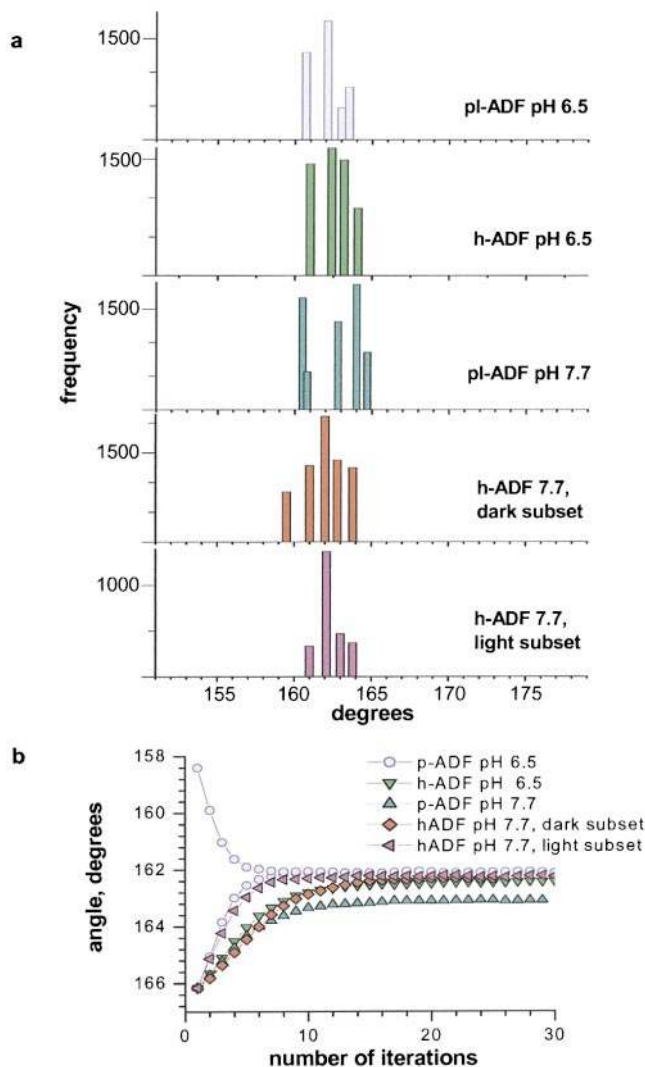 a
1500
pl-ADF pH 6.5
1500
h-ADF pH 6.5
frequency
1500
pl-ADF pH 7.7
1500
h-ADF 7.7,
dark subset
1000
h-ADF 7.7,
light subset
155 160 165 170 175
degrees
b
158
160
162
164
166
angle, degrees
p-ADF pH 6.5
h-ADF pH 6.5
p-ADF pH 7.7
hADF pH 7.7, dark subset
hADF pH 7.7, light subset
0 10 20 30
number of iterations